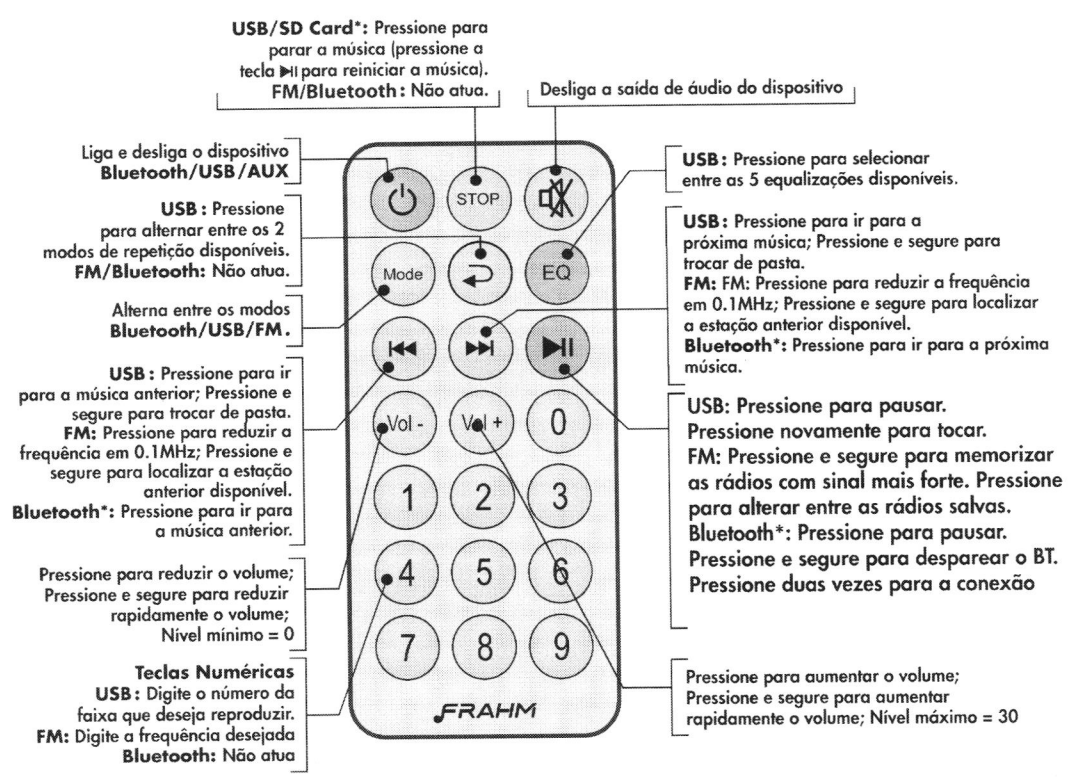 USB/SD Card*: Pressione para
parar a música (pressione a
tecla ▶II para reiniciar a música).
FM/Bluetooth: Não atua.
Desliga a saída de áudio do dispositivo
Liga e desliga o dispositivo
Bluetooth/USB/AUX
USB: Pressione
para alternar entre os 2
modos de repetição disponíveis.
FM/Bluetooth: Não atua.
Alterna entre os modos
Bluetooth/USB/FM.
USB: Pressione para ir
para a música anterior; Pressione e
segure para trocar de pasta.
FM: Pressione para reduzir a
frequência em 0.1MHz; Pressione e
segure para localizar a estação
anterior disponível.
Bluetooth*: Pressione para ir para
a música anterior.
Pressione para reduzir o volume;
Pressione e segure para reduzir
rapidamente o volume;
Nível mínimo = 0
Teclas Numéricas
USB: Digite o número da
faixa que deseja reproduzir.
FM: Digite a frequência desejada
Bluetooth: Não atua
STOP
Mode
EQ
Vol -
Vol +
0
1
2
3
4
5
6
7
8
9
FRAHM
USB: Pressione para selecionar
entre as 5 equalizações disponíveis.
USB: Pressione para ir para a
próxima música; Pressione e segure para
trocar de pasta.
FM: FM: Pressione para reduzir a frequência
em 0.1MHz; Pressione e segure para localizar
a estação anterior disponível.
Bluetooth*: Pressione para ir para a próxima
música.
USB: Pressione para pausar.
Pressione novamente para tocar.
FM: Pressione e segure para memorizar
as rádios com sinal mais forte. Pressione
para alterar entre as rádios salvas.
Bluetooth*: Pressione para pausar.
Pressione e segure para desparear o BT.
Pressione duas vezes para a conexão
Pressione para aumentar o volume;
Pressione e segure para aumentar
rapidamente o volume; Nível máximo = 30